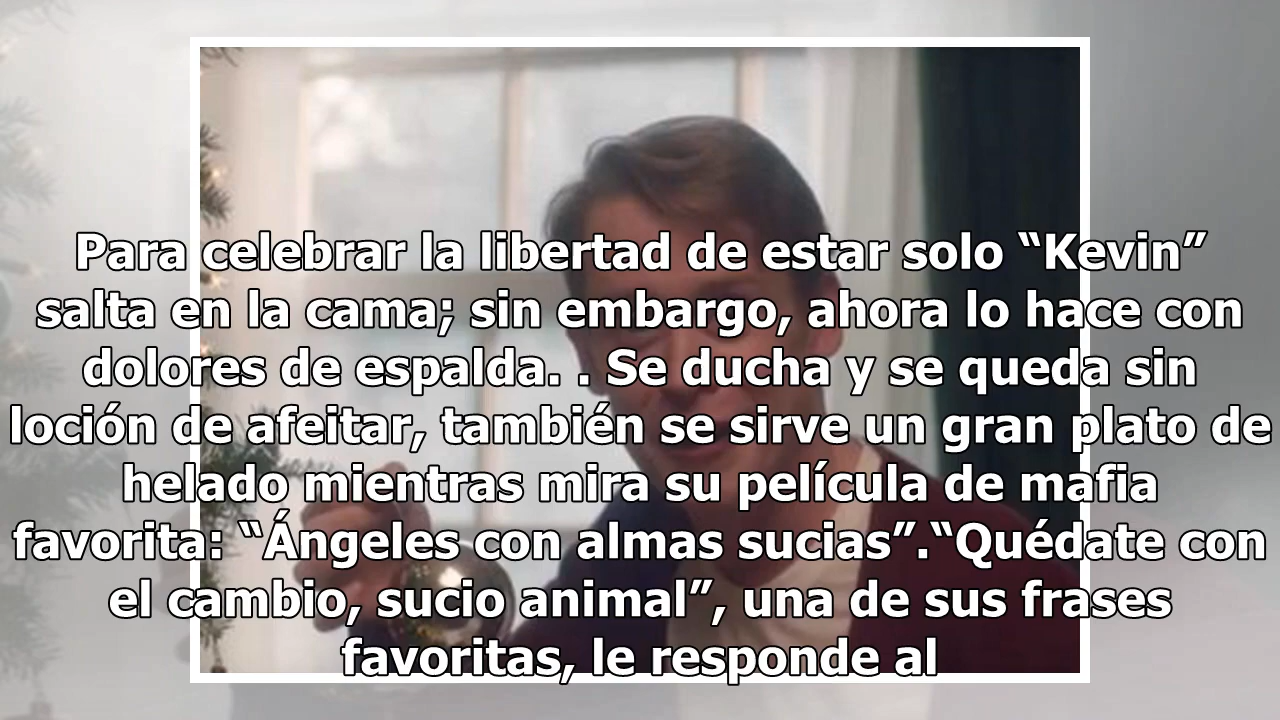 Para celebrar la libertad de estar solo “Kevin”
salta en la cama; sin embargo, ahora lo hace con
dolores de espalda. . Se ducha y se queda sin
loción de afeitar, también se sirve un gran plato de
helado mientras mira su película de mafia
favorita: “Ángeles con almas sucias”.“Quédate con
el cambio, sucio animal”, una de sus frases
favoritas, le responde al